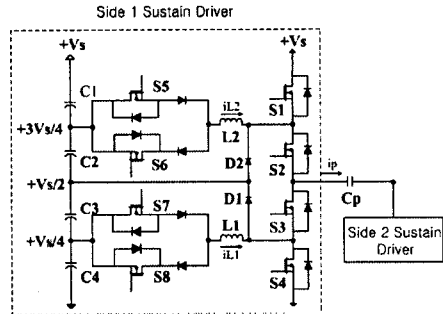 Side 1 Sustain Driver
+Vs
+Vs
C1
S5
iL2
S1
+3Vs/4
L2
C2
S6
D2
S2
ip
+Vs/2
D1
Cp
C3
S7
L1
S3
Side 2 Sustain
Driver
+Vs/4
iL1
C4
S8
S4